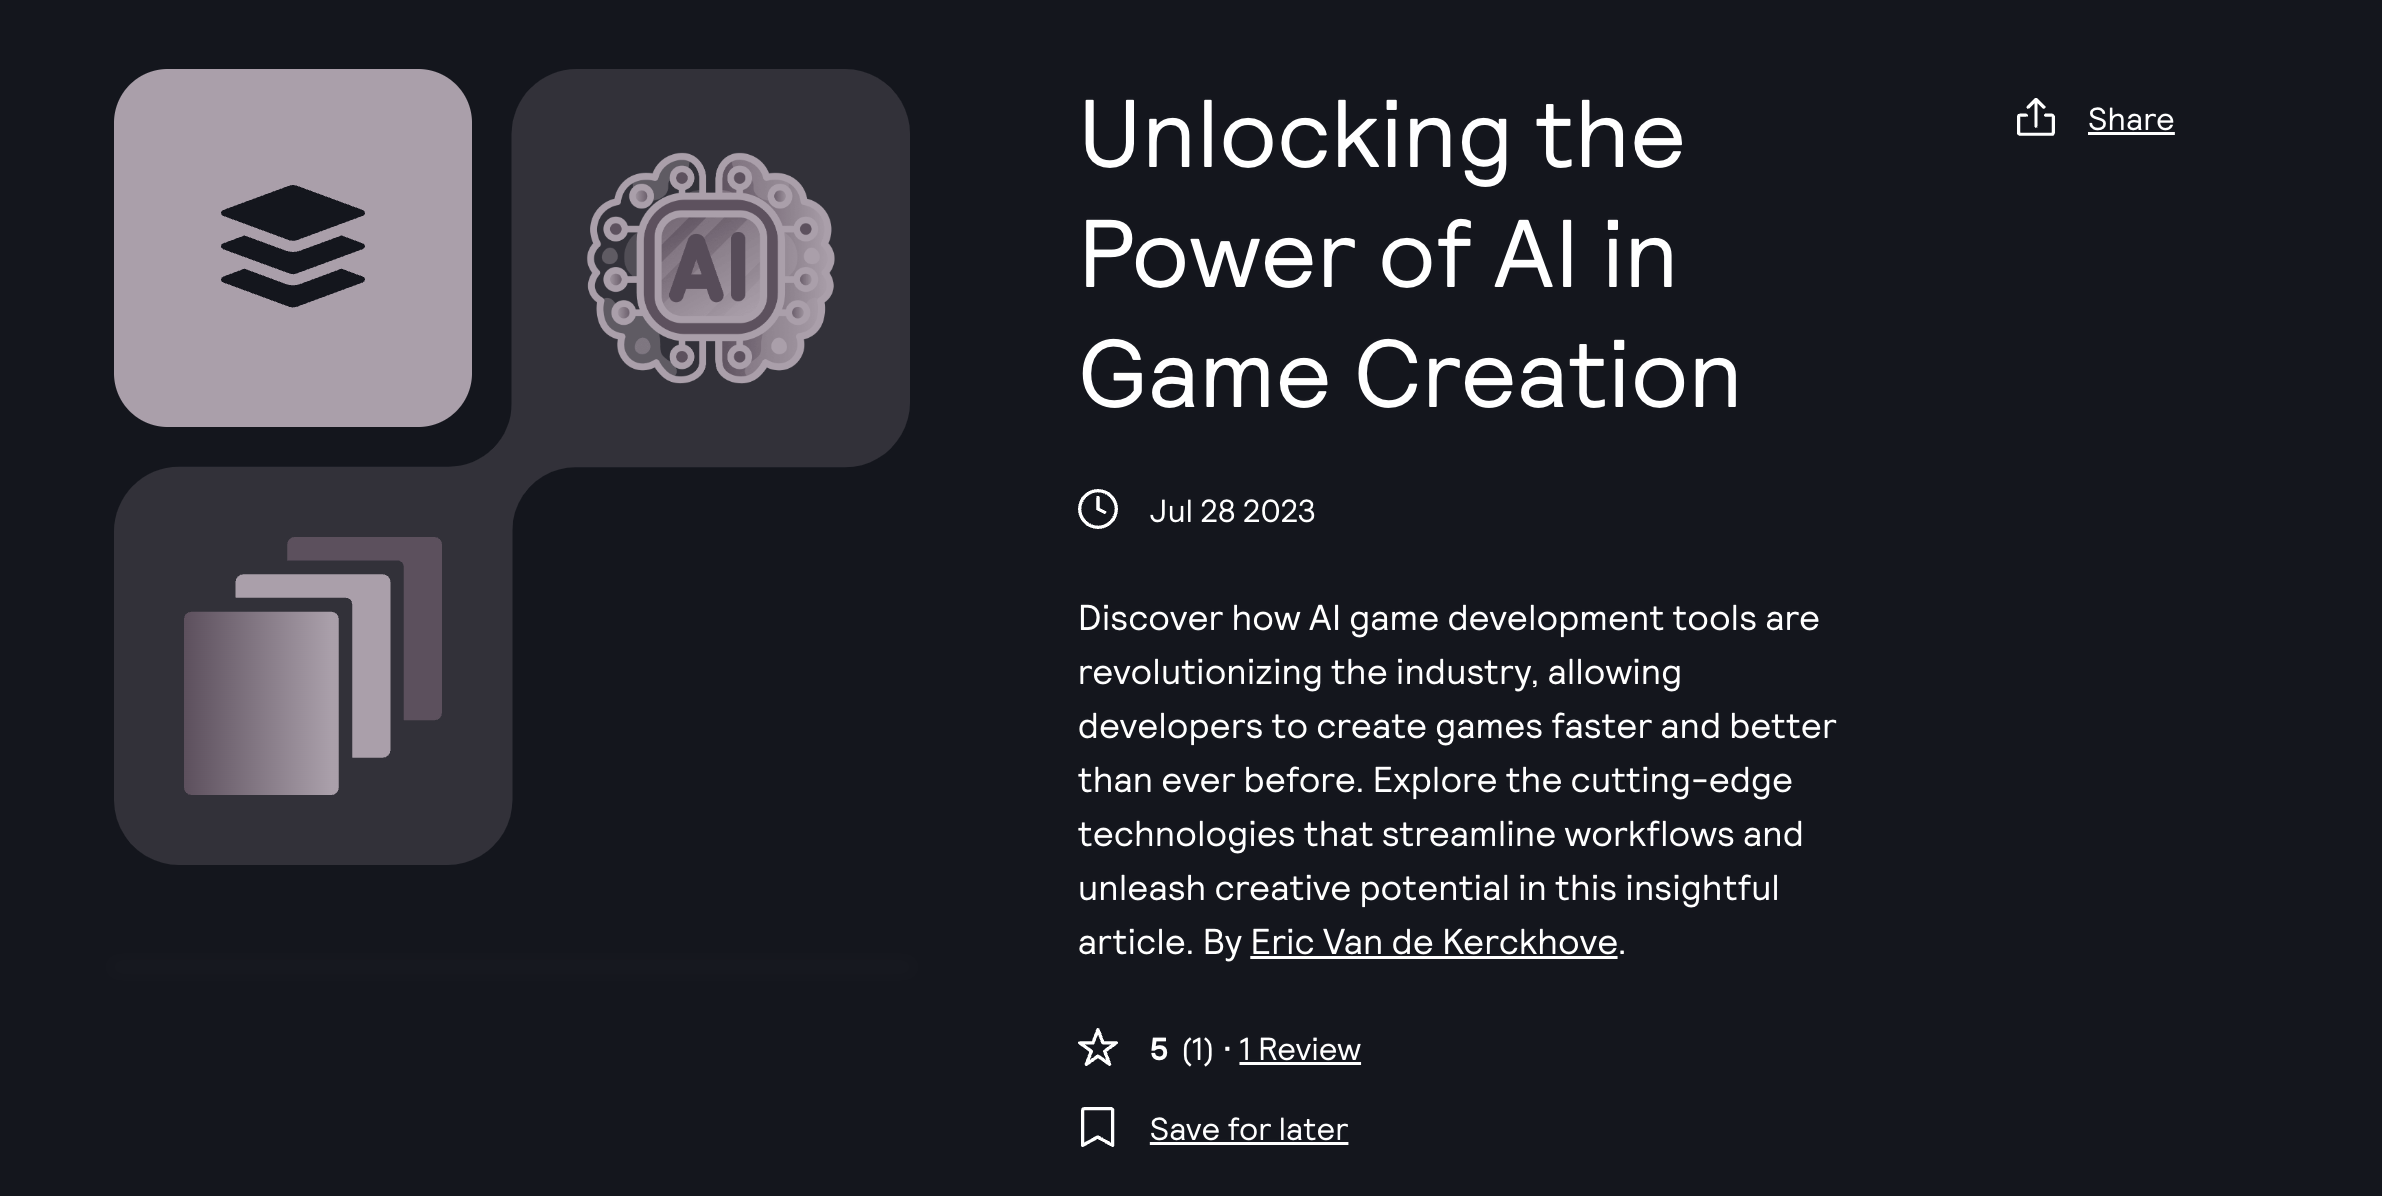 AI
Unlocking the
Power of AI in
Game Creation
Share
Jul 28 2023
Discover how AI game development tools are
revolutionizing the industry, allowing
developers to create games faster and better
than ever before. Explore the cutting-edge
technologies that streamline workflows and
unleash creative potential in this insightful
article. By Eric Van de Kerckhove.
5 (1) · 1 Review
Save for later